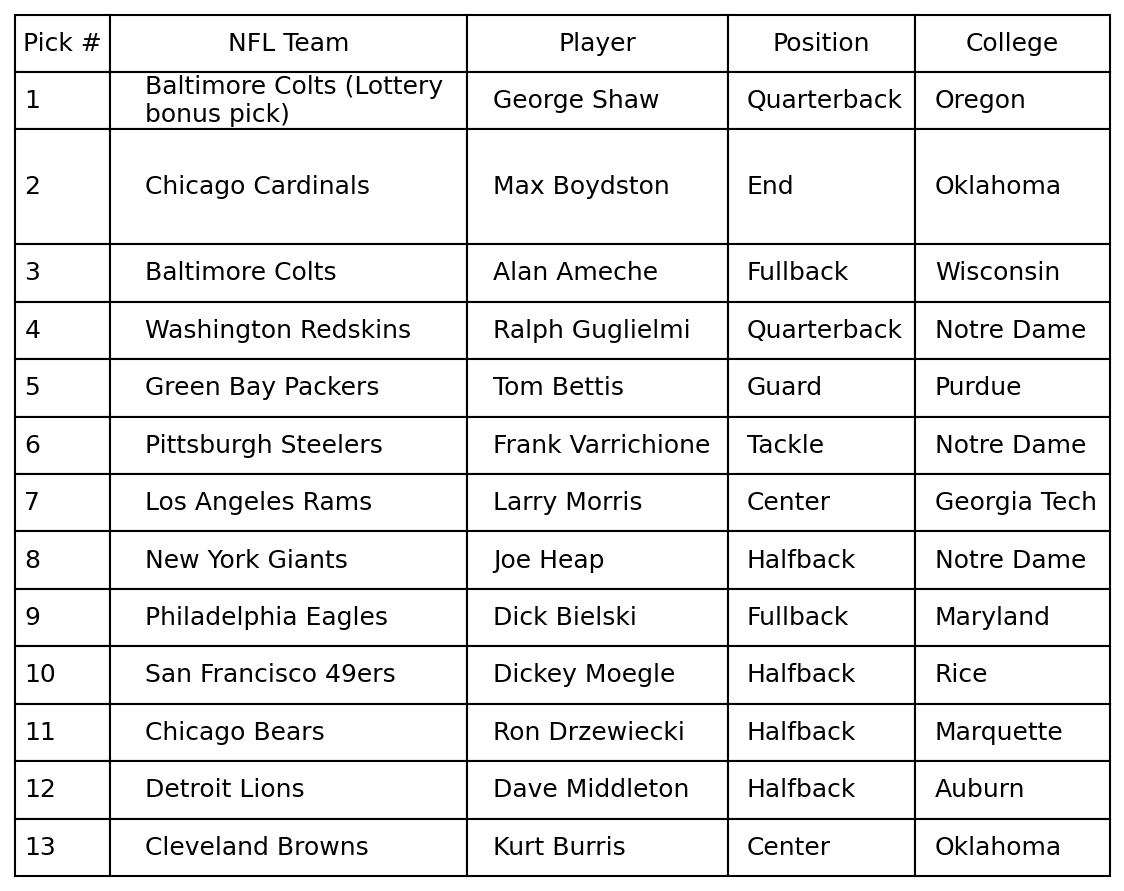 Pick # NFL Team Player Position College
1 Baltimore Colts (Lottery bonus pick) George Shaw Quarterback Oregon
2 Chicago Cardinals Max Boydston End Oklahoma
3 Baltimore Colts Alan Ameche Fullback Wisconsin
4 Washington Redskins Ralph Guglielmi Quarterback Notre Dame
5 Green Bay Packers Tom Bettis Guard Purdue
6 Pittsburgh Steelers Frank Varrichione Tackle Notre Dame
7 Los Angeles Rams Larry Morris Center Georgia Tech
8 New York Giants Joe Heap Halfback Notre Dame
9 Philadelphia Eagles Dick Bielski Fullback Maryland
10 San Francisco 49ers Dickey Moegle Halfback Rice
11 Chicago Bears Ron Drzewiecki Halfback Marquette
12 Detroit Lions Dave Middleton Halfback Auburn
13 Cleveland Browns Kurt Burris Center Oklahoma